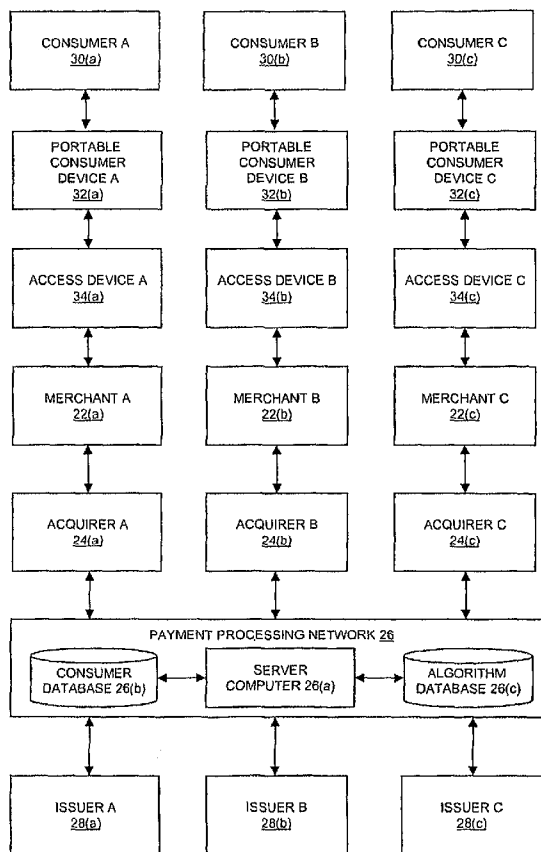 CONSUMER A
30(a)
CONSUMER B
30(b)
CONSUMER C
30(c)
PORTABLE
CONSUMER
DEVICE A
32(a)
PORTABLE
CONSUMER
DEVICE B
32(b)
PORTABLE
CONSUMER
DEVICE C
32(c)
ACCESS DEVICE A
34(a)
ACCESS DEVICE B
34(b)
ACCESS DEVICE C
34(c)
MERCHANT A
22(a)
MERCHANT B
22(b)
MERCHANT C
22(c)
ACQUIRER A
24(a)
ACQUIRER B
24(b)
ACQUIRER C
24(c)
PAYMENT PROCESSING NETWORK 26
CONSUMER
DATABASE 26(b)
SERVER
COMPUTER 26(a)
ALGORITHM
DATABASE 26(c)
ISSUER A
28(a)
ISSUER B
28(b)
ISSUER C
28(c)